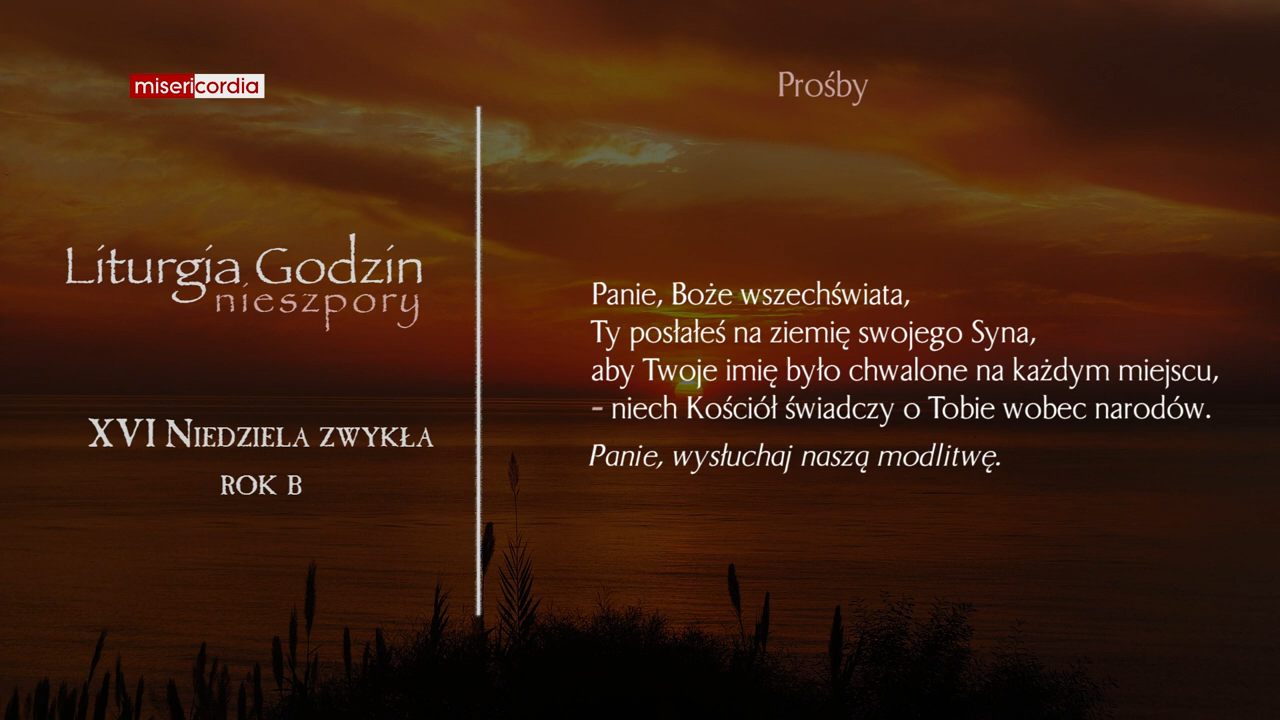 misericordia
Liturgia Godzin
nieszpory
XVI Niedziela zwykła
rok B
Prośby
Panie, Boże wszechświata,
Ty posłałeś na ziemię swojego Syna,
aby Twoje imię było chwalone na każdym miejscu,
- niech Kościół świadczy o Tobie wobec narodów.
Panie, wysłuchaj naszą modlitwę.